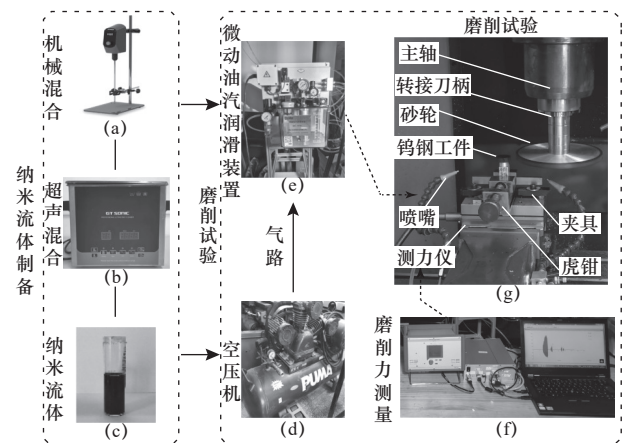 纳米流体制备
机械混合
(a)
超声混合
GT SONIC
(b)
纳米流体
(c)
磨削试验
微动油汽润滑装置
(e)
气路
空压机
PUMA
(d)
磨削试验
主轴
转接刀柄
砂轮
钨钢工件
喷嘴
测力仪
夹具
虎钳
(g)
磨削力测量
(f)